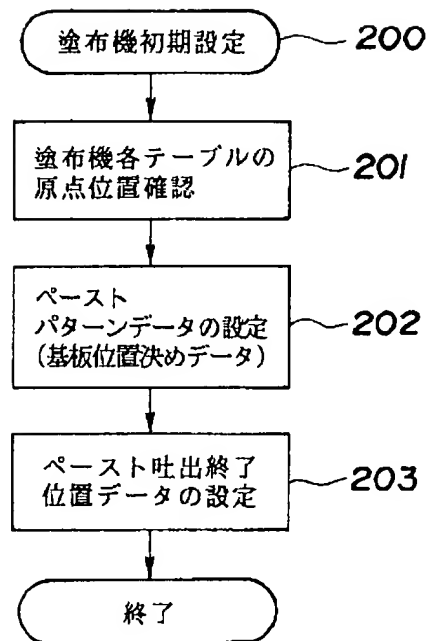 塗布機初期設定 200
塗布機各テーブルの
原点位置確認
201
ペースト
パターンデータの設定
(基板位置決めデータ)
202
ペースト吐出終了
位置データの設定
203
終了